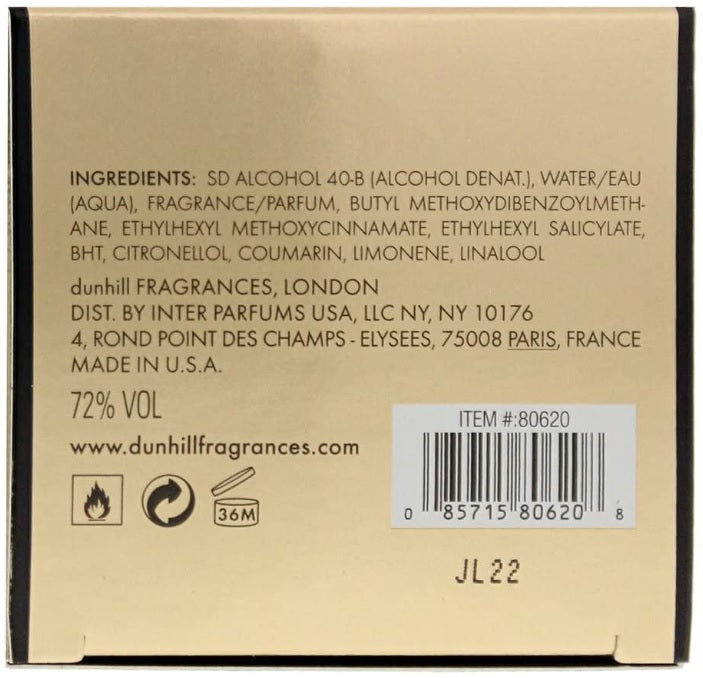 INGREDIENTS: SD ALCOHOL 40-B (ALCOHOL DENAT.), WATER/EAU
(AQUA), FRAGRANCE/PARFUM, BUTYL METHOXYDIBENZOYLMETH-
ANE, ETHYLHEXYL METHOXYCINNAMATE, ETHYLHEXYL SALICYLATE,
BHT, CITRONELLOL, COUMARIN, LIMONENE, LINALOOL
dunhill FRAGRANCES, LONDON
DIST. BY INTER PARFUMS USA, LLC NY, NY 10176
4, ROND POINT DES CHAMPS - ELYSEES, 75008 PARIS, FRANCE
MADE IN U.S.A.
72% VOL
www.dunhillfragrances.com
36M
ITEM #:80620
0 85715 80620 8
JL22